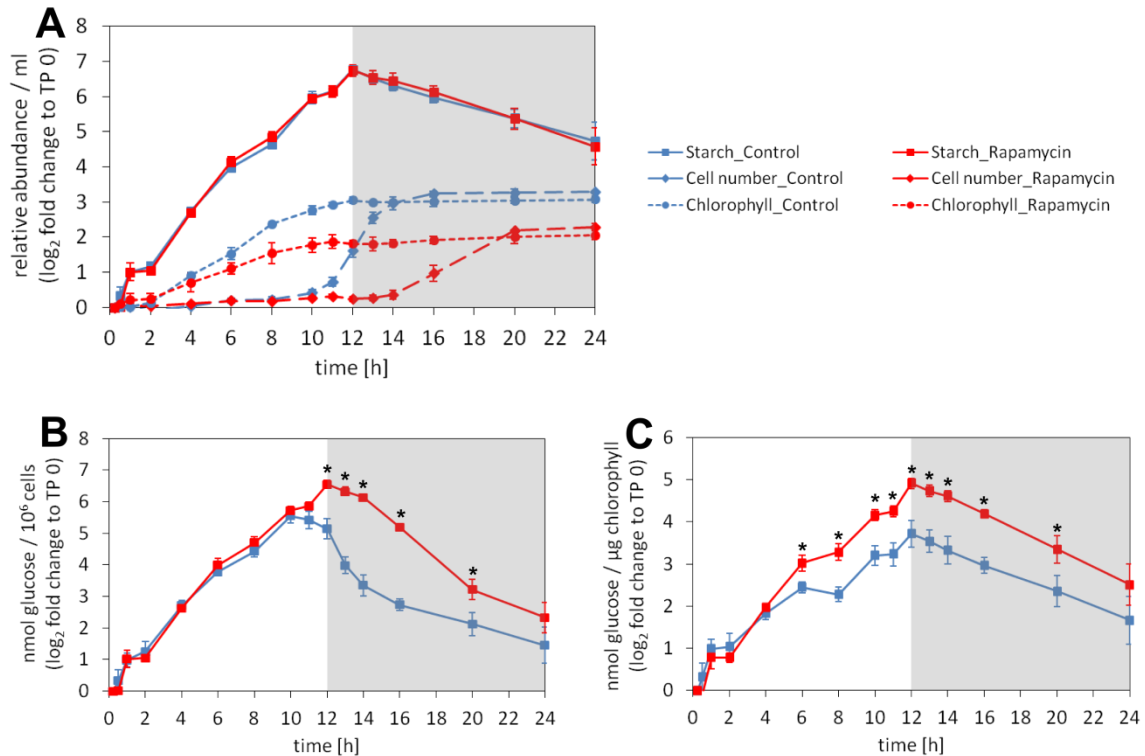 A
8
7
6
5
4
3
2
1
0
relative abundance / ml
(log₂ fold change to TP 0)
0 2 4 6 8 10 12 14 16 18 20 22 24
time [h]
Starch_Control
Starch_Rapamycin
Cell number_Control
Cell number_Rapamycin
Chlorophyll_Control
Chlorophyll_Rapamycin
B
8
7
6
5
4
3
2
1
0
nmol glucose / 10⁶ cells
(log₂ fold change to TP 0)
* * * * *
0 2 4 6 8 10 12 14 16 18 20 22 24
time [h]
C
6
5
4
3
2
1
0
nmol glucose / µg chlorophyll
(log₂ fold change to TP 0)
* * * * * * * * *
0 2 4 6 8 10 12 14 16 18 20 22 24
time [h]